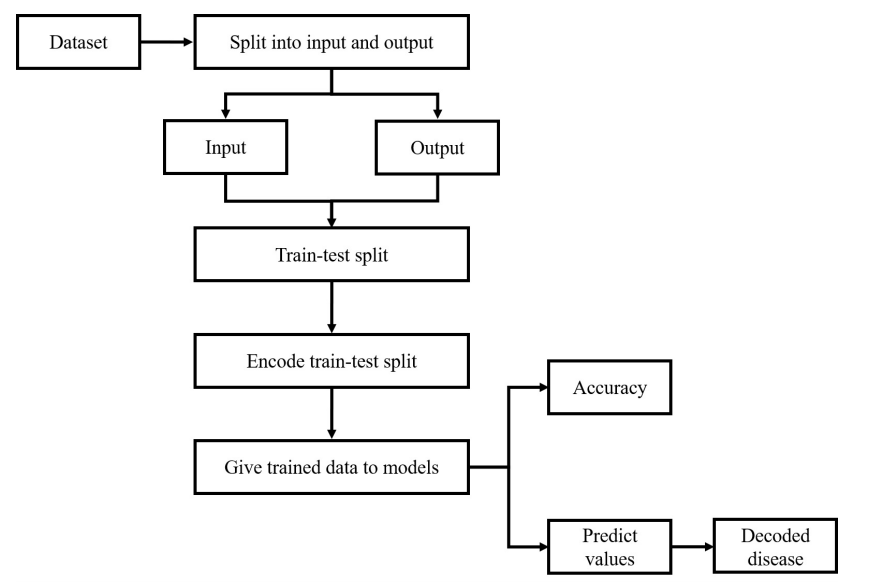 Dataset
Split into input and output
Input
Output
Train-test split
Encode train-test split
Accuracy
Give trained data to models
Predict
values
Decoded
disease